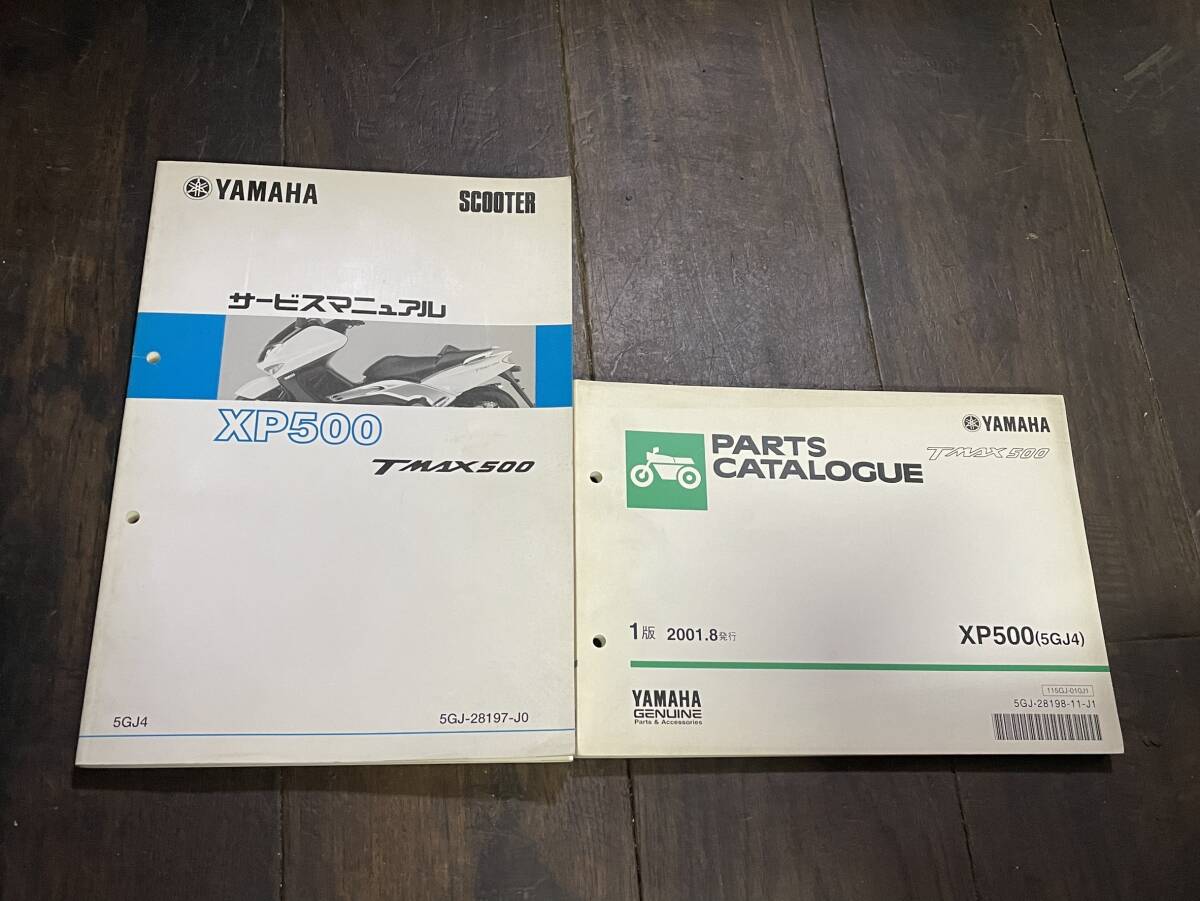 YAMAHA
SCOOTER
サービスマニュアル
XP500
TMAX500
5GJ4
5GJ-28197-J0
PARTS
CATALOGUE
YAMAHA
TMAX500
1版 2001.8発行
XP500(5GJ4)
YAMAHA
GENUINE
Parts & Accessories
115GJ-010J1
5GJ-28198-11-J1